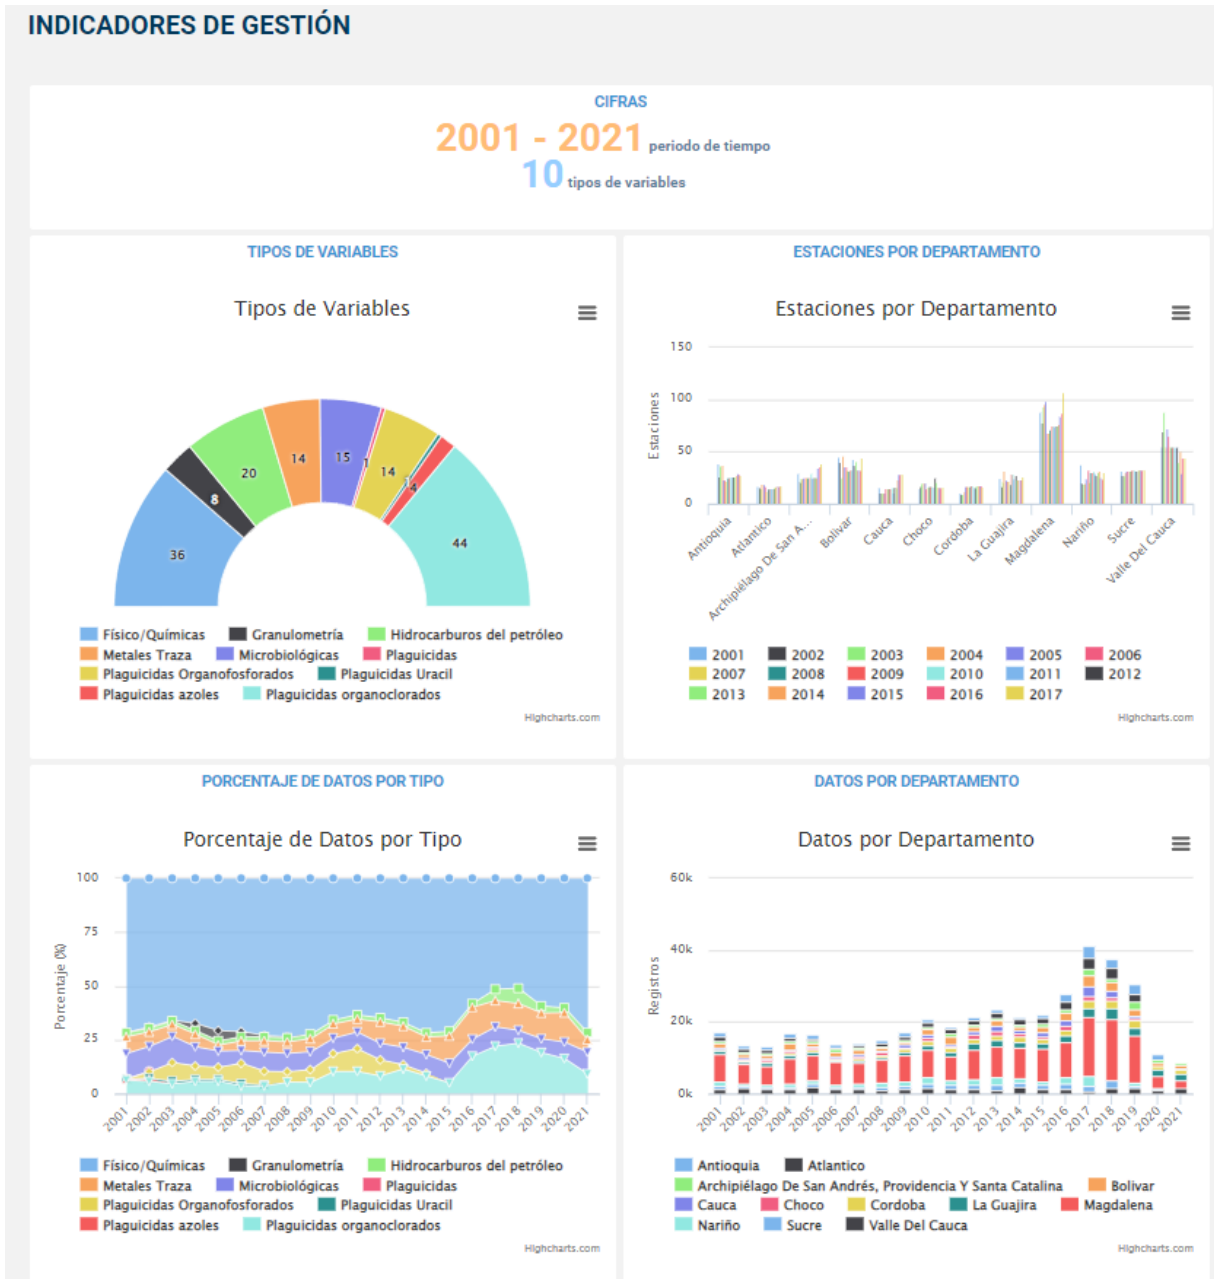 INDICADORES DE GESTIÓN
CIFRAS
2001 - 2021 periodo de tiempo
10 tipos de variables
TIPOS DE VARIABLES
Tipos de Variables
36
8
20
14
15
1
14
1
4
44
Físico/Químicas Granulometría Hidrocarburos del petróleo
Metales Traza Microbiológicas Plaguicidas
Plaguicidas Organofosforados Plaguicidas Uracil
Plaguicidas azoles Plaguicidas organoclorados
Highcharts.com
ESTACIONES POR DEPARTAMENTO
Estaciones por Departamento
Estaciones
150
100
50
0
Antioquia
Atlantico
Archipiélago De San A...
Bolivar
Cauca
Choco
Cordoba
La Guajira
Magdalena
Nariño
Sucre
Valle Del Cauca
2001 2002 2003 2004 2005 2006
2007 2008 2009 2010 2011 2012
2013 2014 2015 2016 2017
Highcharts.com
PORCENTAJE DE DATOS POR TIPO
Porcentaje de Datos por Tipo
Porcentaje (%)
100
75
50
25
0
2001 2002 2003 2004 2005 2006 2007 2008 2009 2010 2011 2012 2013 2014 2015 2016 2017 2018 2019 2020 2021
Físico/Químicas Granulometría Hidrocarburos del petróleo
Metales Traza Microbiológicas Plaguicidas
Plaguicidas Organofosforados Plaguicidas Uracil
Plaguicidas azoles Plaguicidas organoclorados
Highcharts.com
DATOS POR DEPARTAMENTO
Datos por Departamento
Registros
60k
40k
20k
0k
2001 2002 2003 2004 2005 2006 2007 2008 2009 2010 2011 2012 2013 2014 2015 2016 2017 2018 2019 2020 2021
Antioquia Atlantico
Archipiélago De San Andrés, Providencia Y Santa Catalina Bolivar
Cauca Choco Cordoba La Guajira Magdalena
Nariño Sucre Valle Del Cauca
Highcharts.com